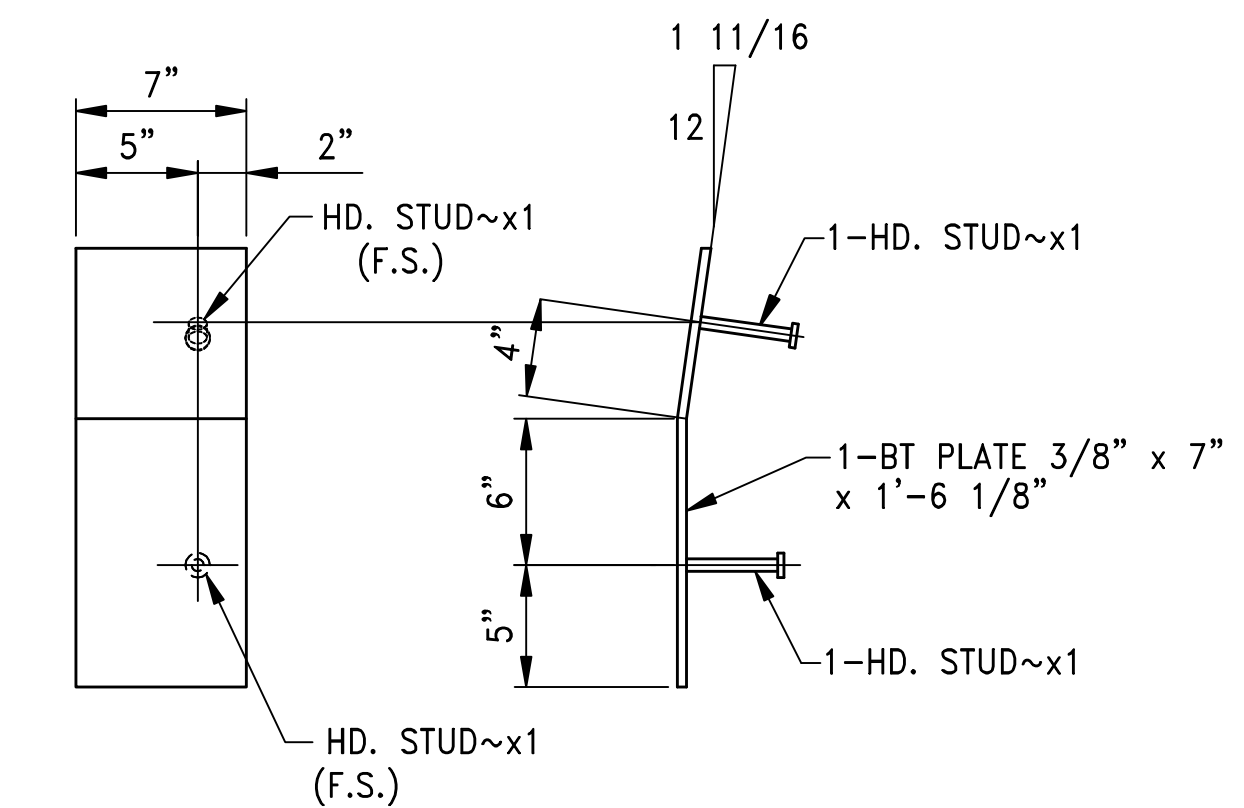 1 11/16
7”
12
5”
2”
HD. STUD~x1
(F.S.)
1-HD. STUD~x1
4”
1-BT PLATE 3/8” x 7”
x 1’-6 1/8”
6”
5”
1-HD. STUD~x1
HD. STUD~x1
(F.S.)